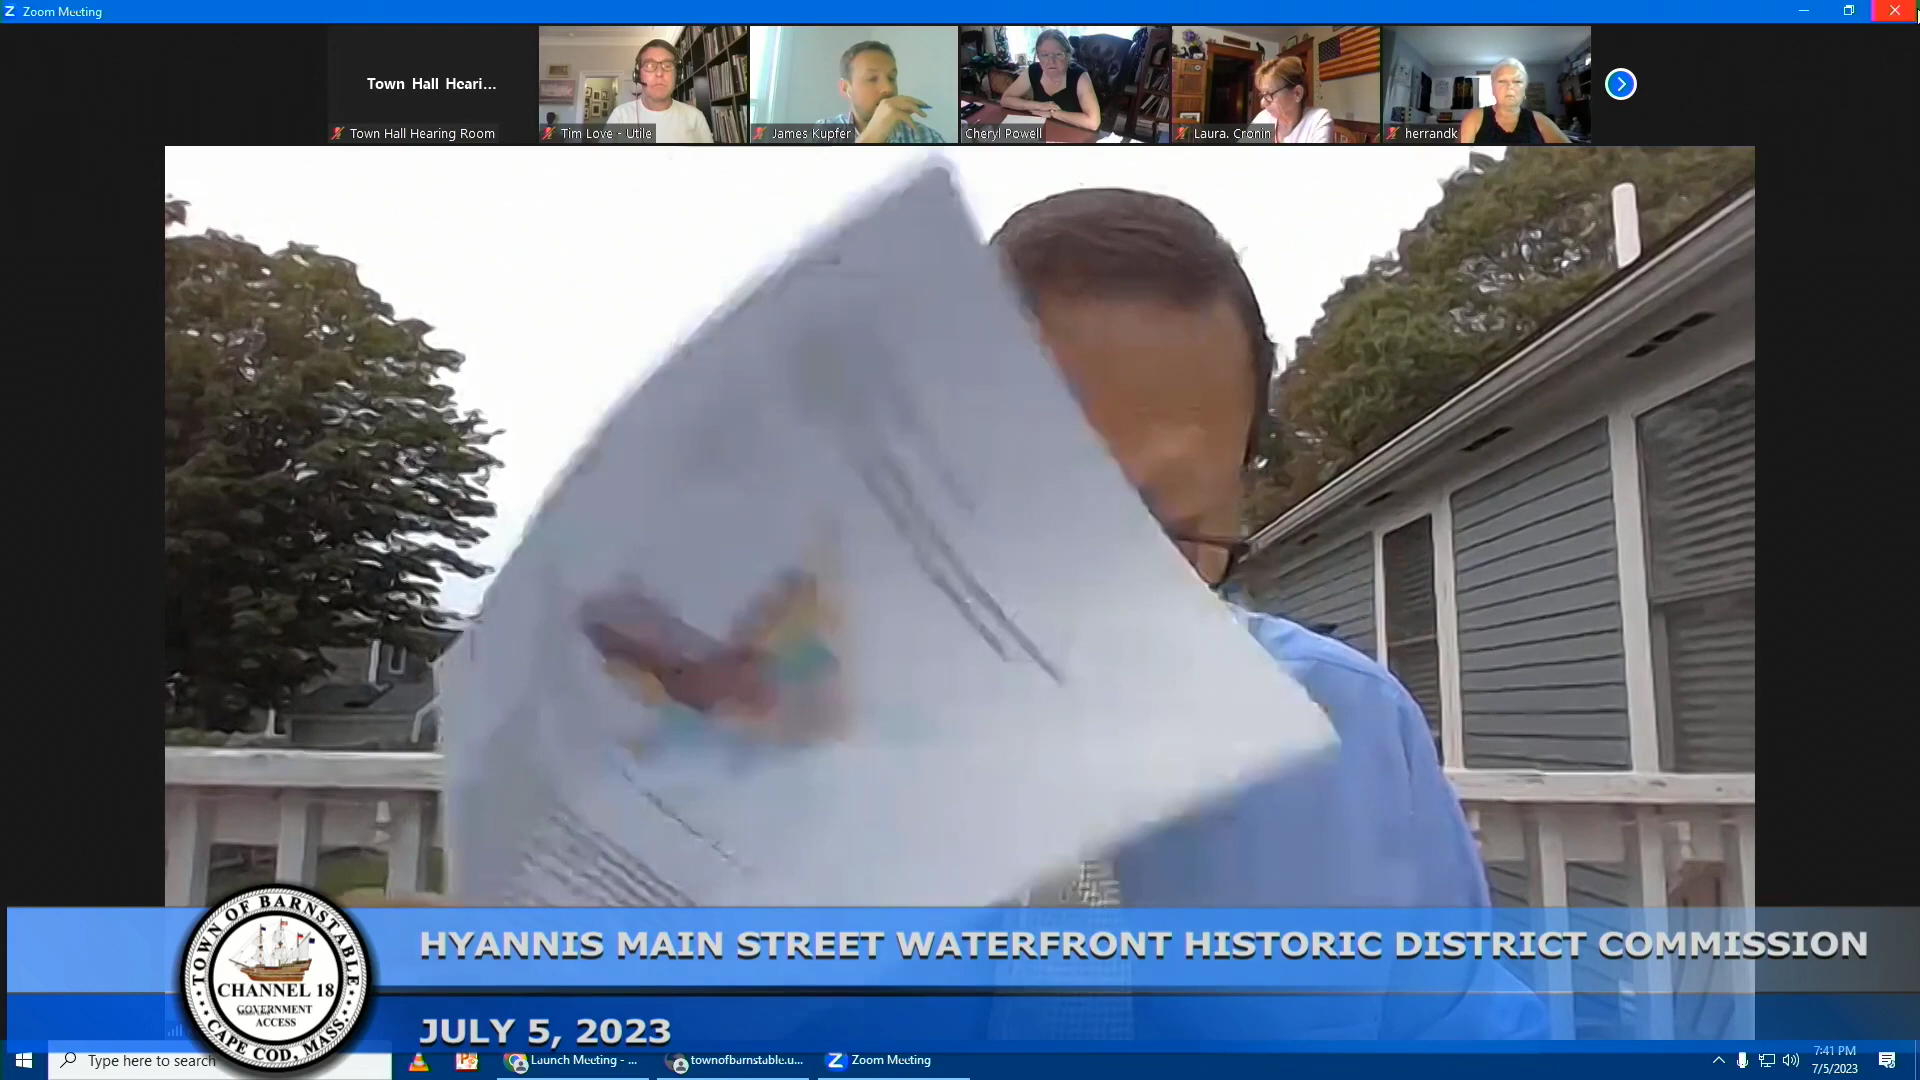 Zoom Meeting
Town Hall Heari...
Town Hall Hearing Room
Tim Love - Utile
James Kupfer
Cheryl Powell
Laura. Cronin
herrandk
HYANNIS MAIN STREET WATERFRONT HISTORIC DISTRICT COMMISSION
JULY 5, 2023
TOWN OF BARNSTABLE
CHANNEL 18
GOVERNMENT
ACCESS
CAPE COD, MASS.
Type here to search
Launch Meeting - ...
townofbarnstable.u...
Zoom Meeting
7:41 PM
7/5/2023